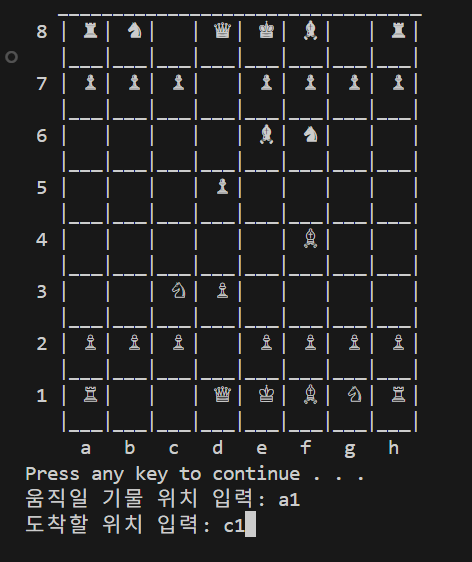 8 | ♜| ♞|   | ♛| ♚| ♝|   | ♜|
7 | ♟| ♟| ♟|   | ♟| ♟| ♟| ♟|
6 |   |   |   |   | ♝| ♞|   |   |
5 |   |   |   | ♟|   |   |   |   |
4 |   |   |   |   |   | ♗|   |   |
3 |   |   | ♘| ♙|   |   |   |   |
2 | ♙| ♙| ♙|   | ♙| ♙| ♙| ♙|
1 | ♖|   |   | ♕| ♔| ♗| ♘| ♖|
a b c d e f g h
Press any key to continue . . .
움직일 기물 위치 입력: a1
도착할 위치 입력: c1